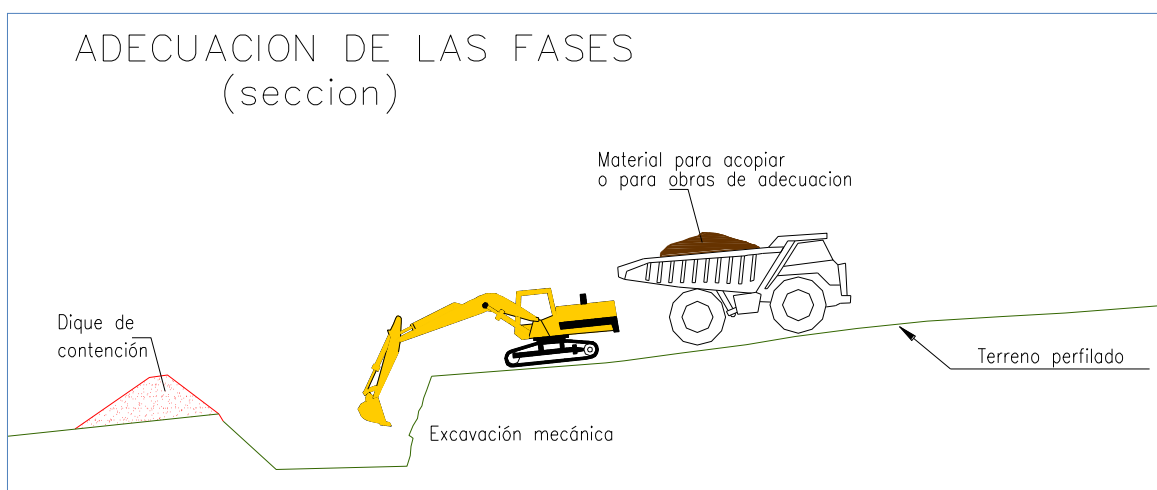 ADECUACION DE LAS FASES
(seccion)
Material para acopiar
o para obras de adecuacion
Dique de
contención
Terreno perfilado
Excavación mecánica